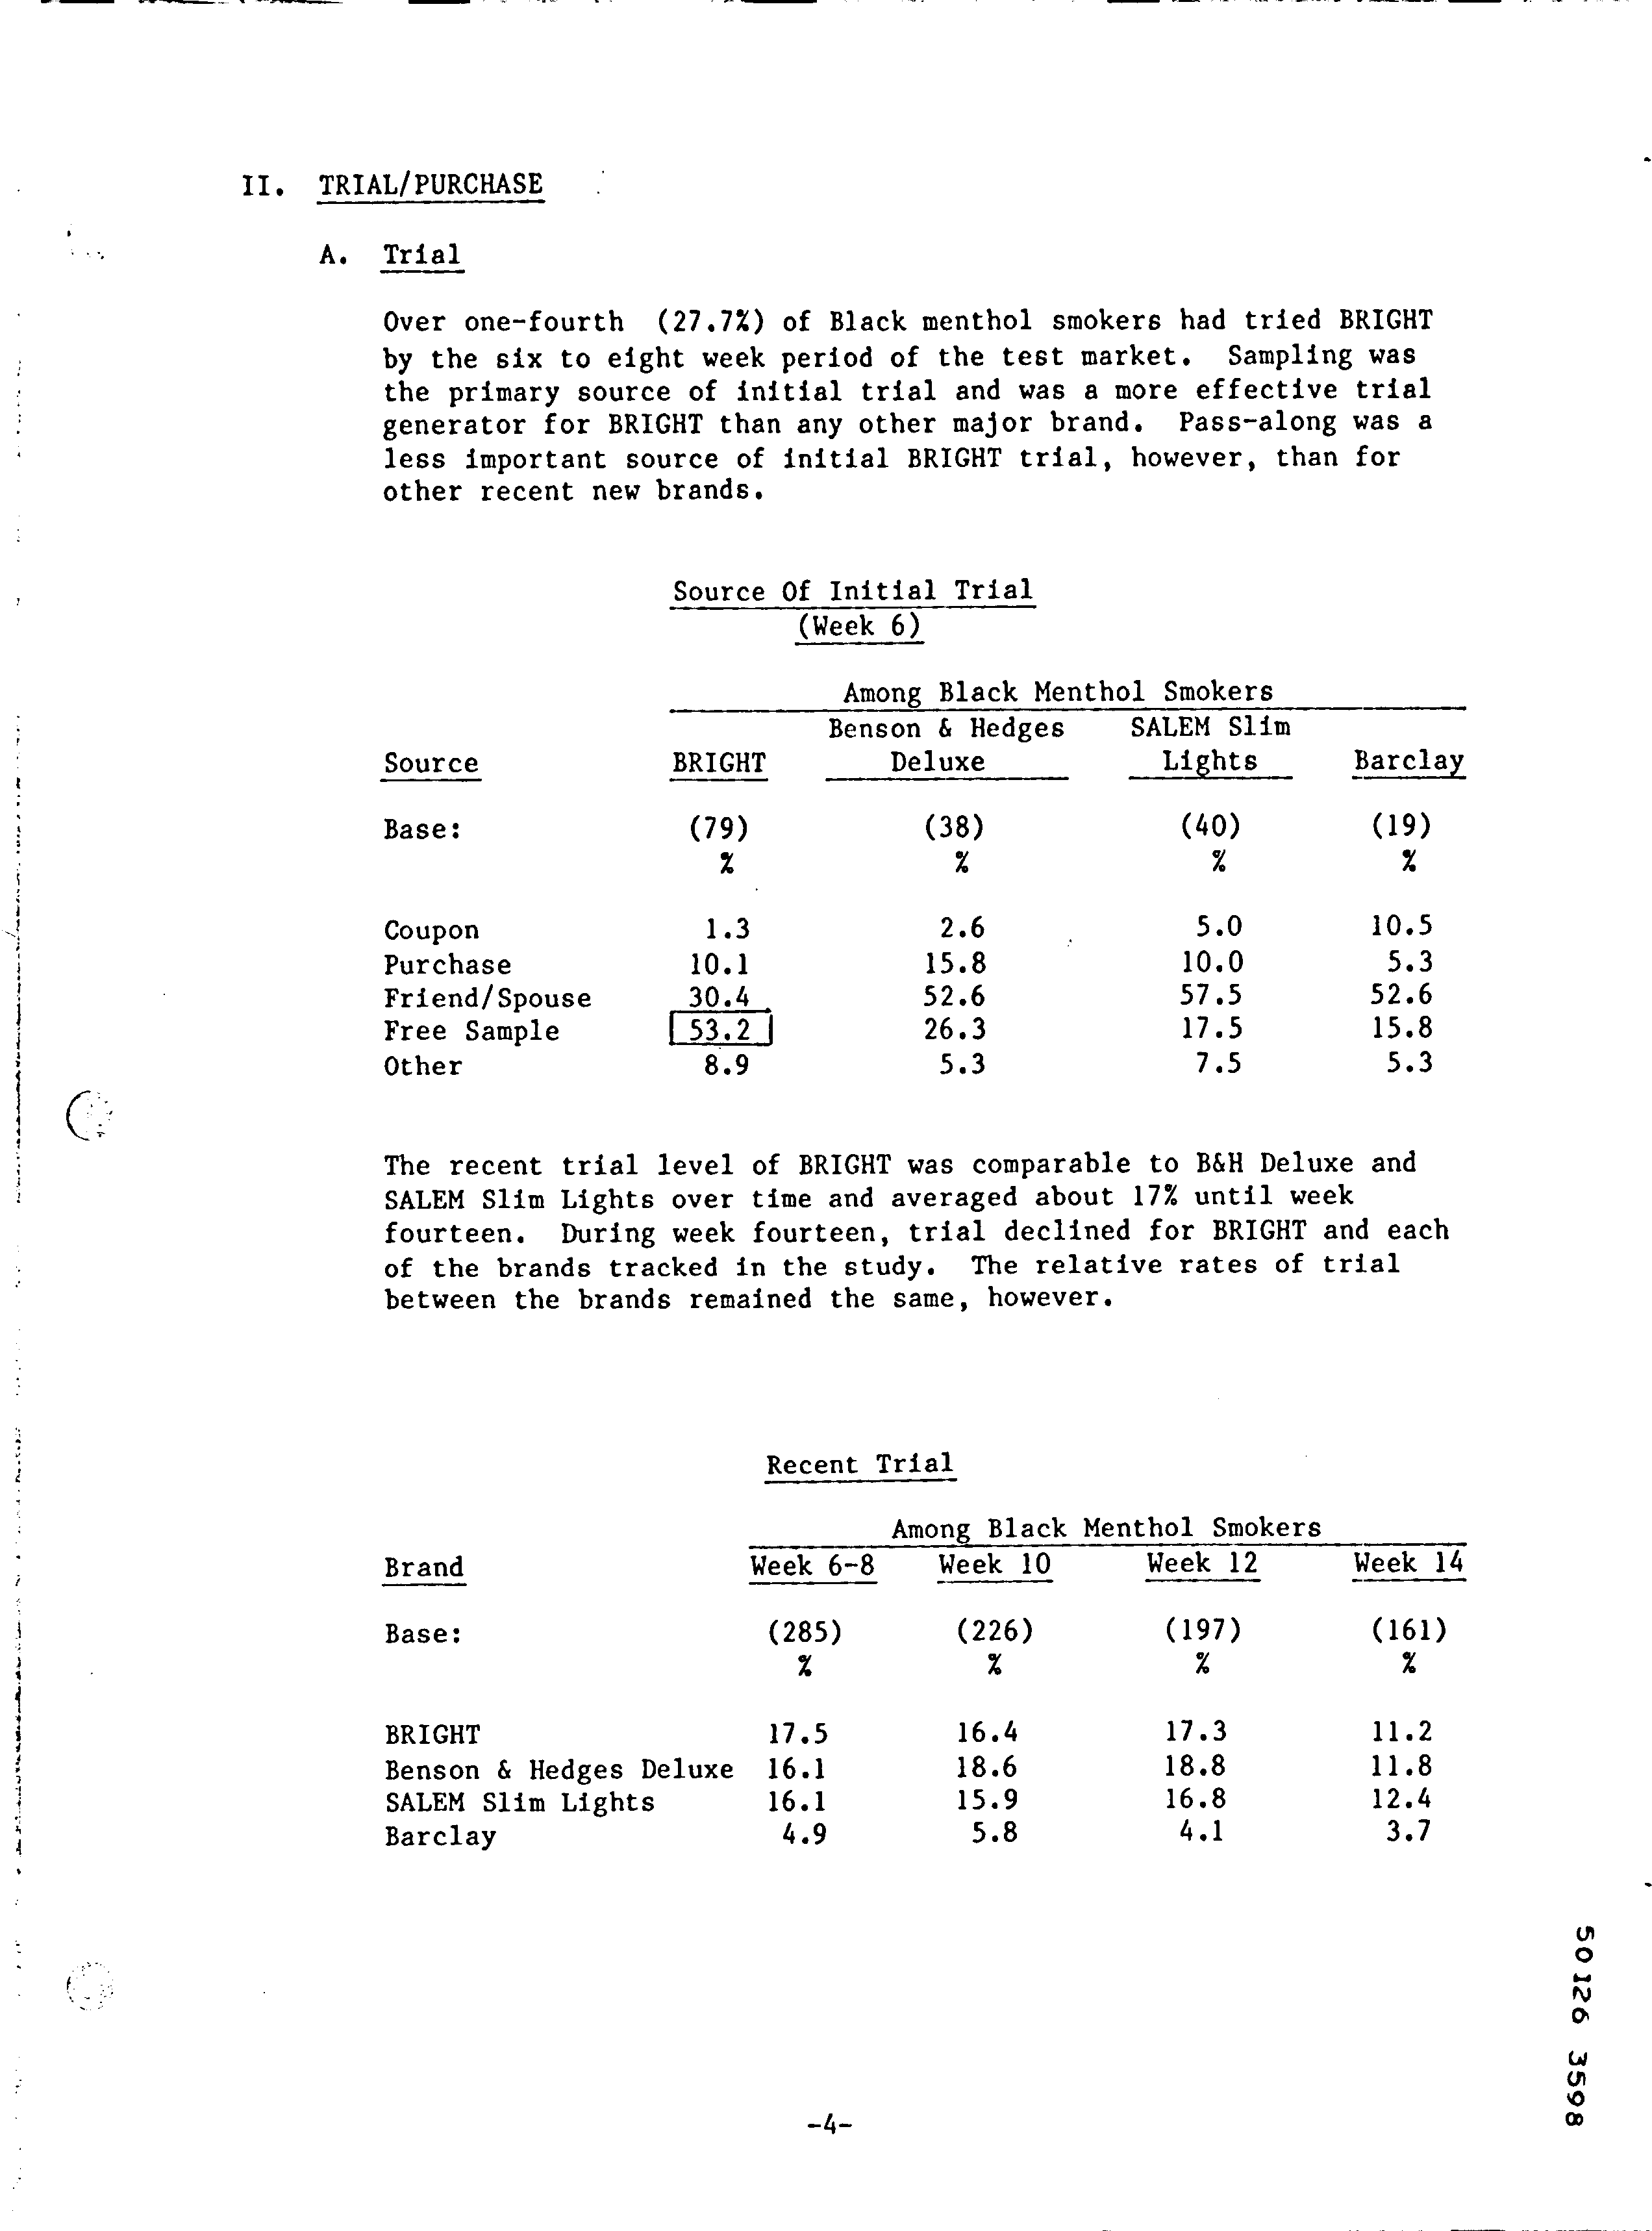 II. TRIAL/PURCHASE
A. Trial
Over one-fourth (27.7%) of Black menthol smokers had tried BRIGHT
by the six to eight week period of the test market. Sampling was
the primary source of initial trial and was a more effective trial
generator for BRIGHT than any other major brand. Pass-along was a
less important source of initial BRIGHT trial, however, than for
other recent new brands.
Source Of Initial Trial
(Week 6)
Among Black Menthol Smokers
Benson & Hedges SALEM Slim
Source BRIGHT Deluxe Lights Barclay
Base: (79) (38) (40) (19)
% % % %
Coupon 1.3 2.6 5.0 10.5
Purchase 10.1 15.8 10.0 5.3
Friend/Spouse 30.4 52.6 57.5 52.6
Free Sample 53.2 26.3 17.5 15.8
Other 8.9 5.3 7.5 5.3
The recent trial level of BRIGHT was comparable to B&H Deluxe and
SALEM Slim Lights over time and averaged about 17% until week
fourteen. During week fourteen, trial declined for BRIGHT and each
of the brands tracked in the study. The relative rates of trial
between the brands remained the same, however.
Recent Trial
Among Black Menthol Smokers
Brand Week 6-8 Week 10 Week 12 Week 14
Base: (285) (226) (197) (161)
% % % %
BRIGHT 17.5 16.4 17.3 11.2
Benson & Hedges Deluxe 16.1 18.6 18.8 11.8
SALEM Slim Lights 16.1 15.9 16.8 12.4
Barclay 4.9 5.8 4.1 3.7
50126 3598
-4-